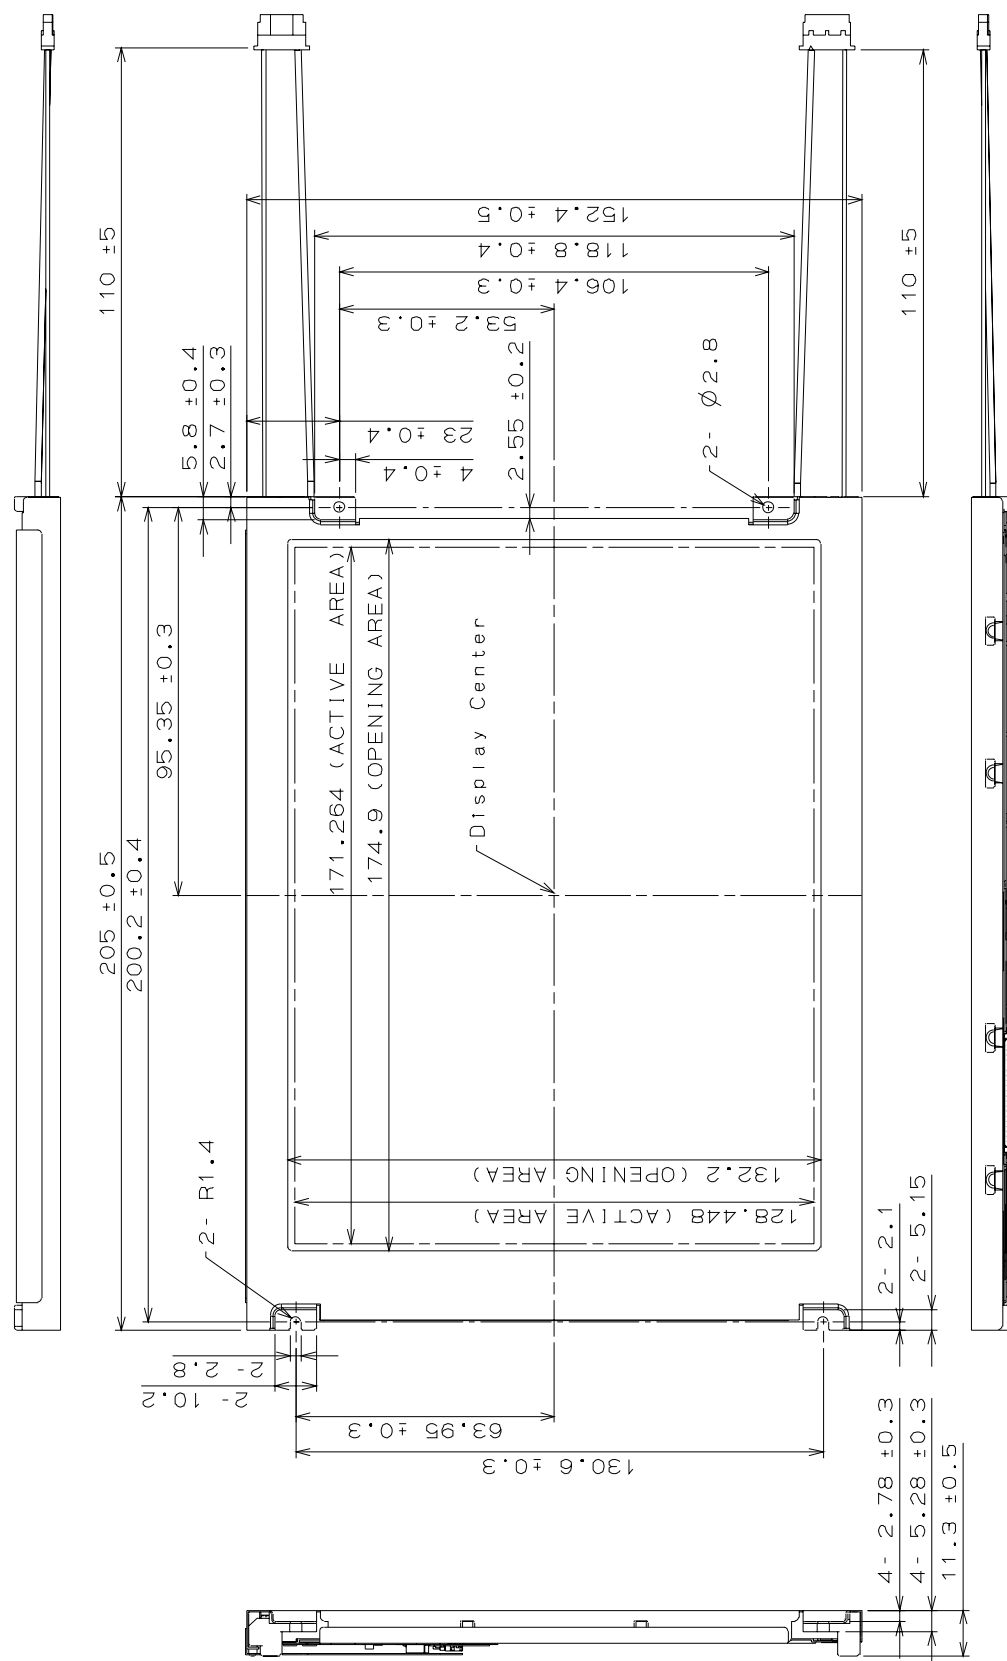 152.4 ±0.5
118.8 ±0.4
106.4 ±0.3
53.2 ±0.3
110 ±5
110 ±5
5.8 ±0.4
2.7 ±0.3
23 ±0.4
4 ±0.4
2.55 ±0.2
2- Ø2.8
95.35 ±0.3
171.264 (ACTIVE AREA)
174.9 (OPENING AREA)
Display Center
205 ±0.5
200.2 ±0.4
2- R1.4
132.2 (OPENING AREA)
128.448 (ACTIVE AREA)
2- 2.1
2- 5.15
2- 2.8
2- 10.2
63.95 ±0.3
130.6 ±0.3
4- 2.78 ±0.3
4- 5.28 ±0.3
11.3 ±0.5